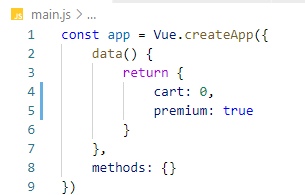 JS main.js > ...
1 const app = Vue.createApp({
2     data() {
3         return {
4             cart: 0,
5             premium: true
6         }
7     },
8     methods: {}
9 })